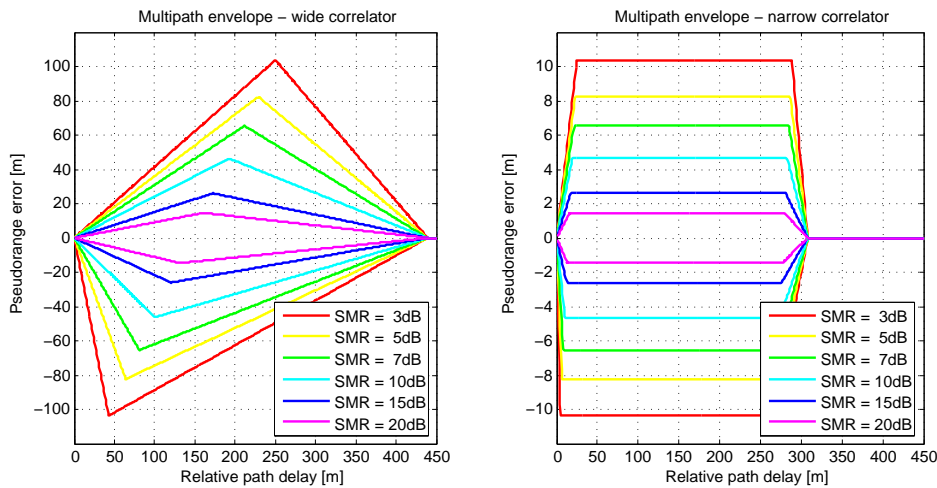 Multipath envelope − wide correlator
100
80
60
40
20
0
−20
−40
−60
−80
−100
Pseudorange error [m]
0 50 100 150 200 250 300 350 400 450
Relative path delay [m]
SMR = 3dB
SMR = 5dB
SMR = 7dB
SMR = 10dB
SMR = 15dB
SMR = 20dB
Multipath envelope − narrow correlator
10
8
6
4
2
0
−2
−4
−6
−8
−10
Pseudorange error [m]
0 50 100 150 200 250 300 350 400 450
Relative path delay [m]
SMR = 3dB
SMR = 5dB
SMR = 7dB
SMR = 10dB
SMR = 15dB
SMR = 20dB